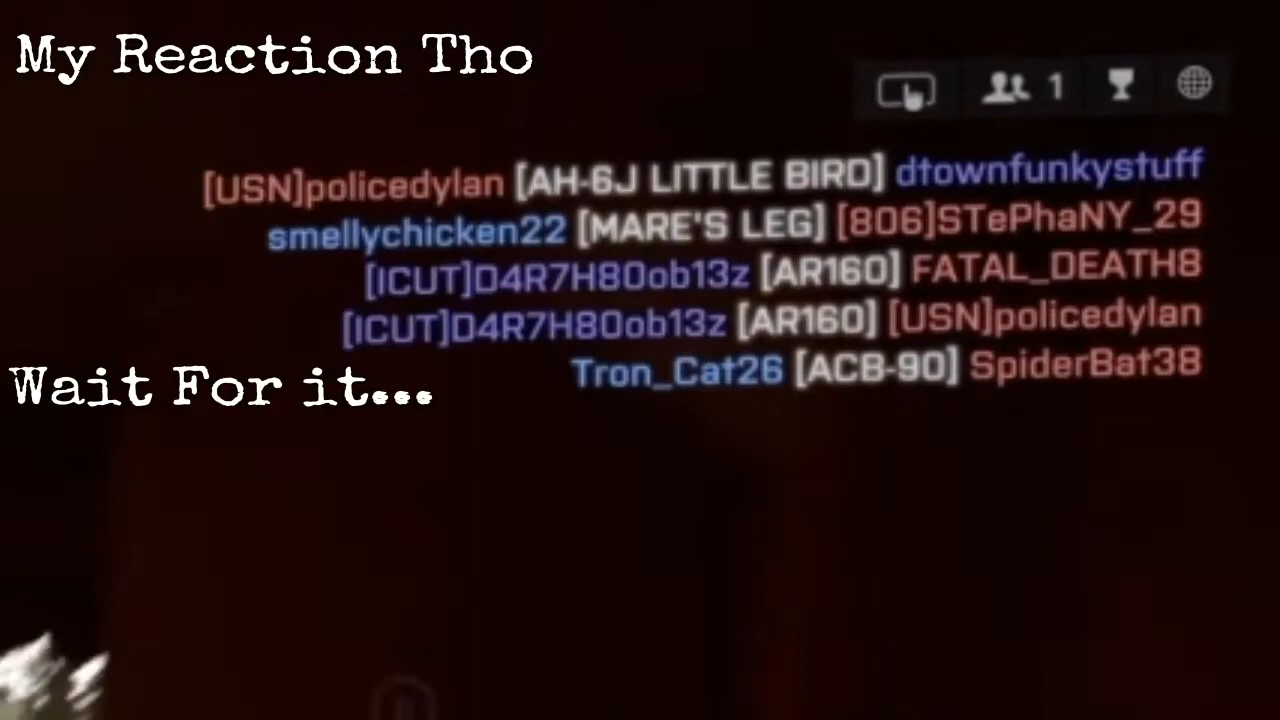 My Reaction Tho
1
[USN]policedylan [AH-6J LITTLE BIRD] dtownfunkystuff
smellychicken22 [MARE'S LEG] [806]STePhaNY_29
[ICUT]D4R7H80ob13z [AR160] FATAL_DEATH8
[ICUT]D4R7H80ob13z [AR160] [USN]policedylan
Tron_Cat26 [ACB-90] SpiderBat38
Wait For it...